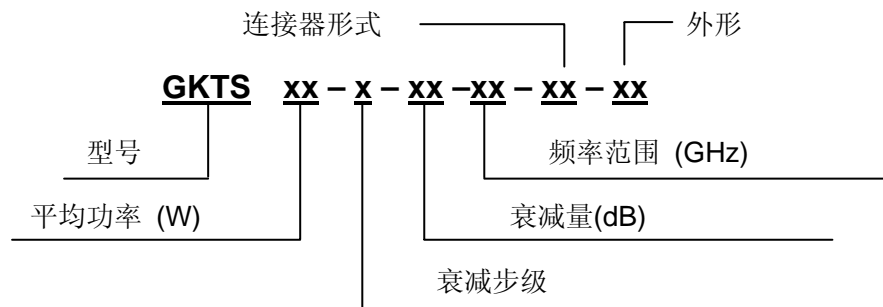 连接器形式 外形
GKTS xx – x – xx –xx – xx – xx
型号 频率范围 (GHz)
平均功率 (W) 衰减量(dB)
衰减步级